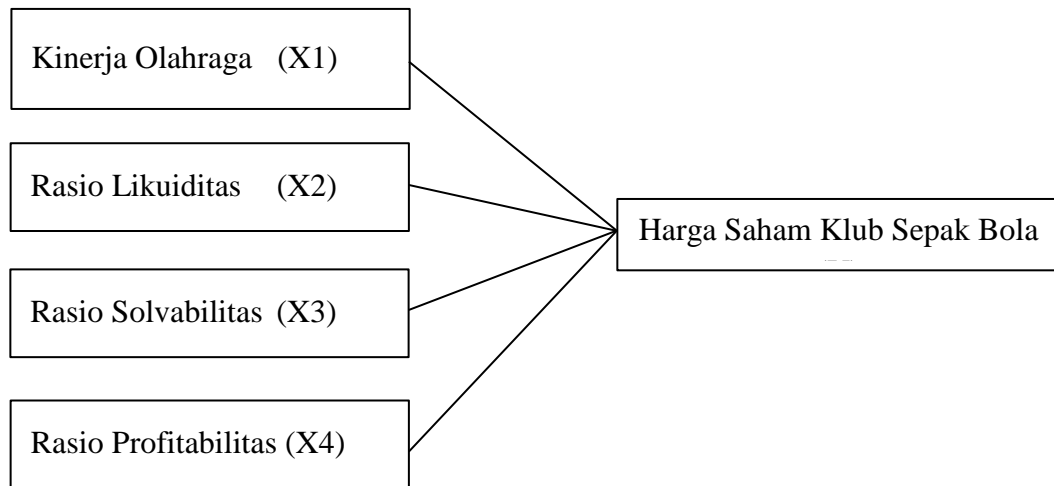 Kinerja Olahraga (X1)
Rasio Likuiditas (X2)
Rasio Solvabilitas (X3)
Rasio Profitabilitas (X4)
Harga Saham Klub Sepak Bola